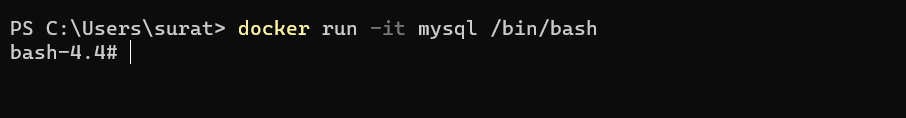 PS C:\Users\surat> docker run -it mysql /bin/bash
bash-4.4#